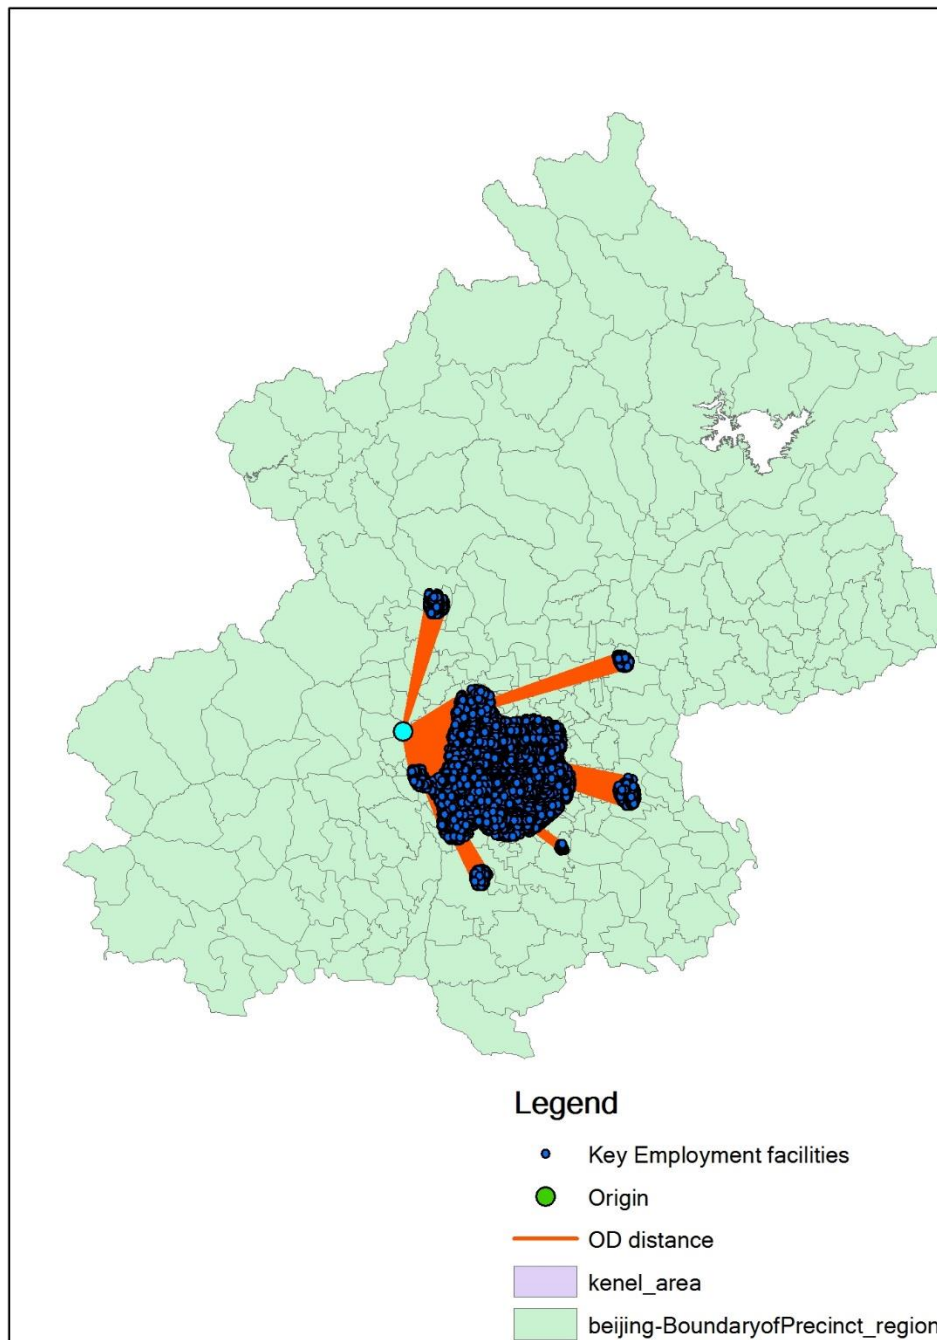 Legend
Key Employment facilities
Origin
OD distance
kenel_area
beijing-BoundaryofPrecinct_region